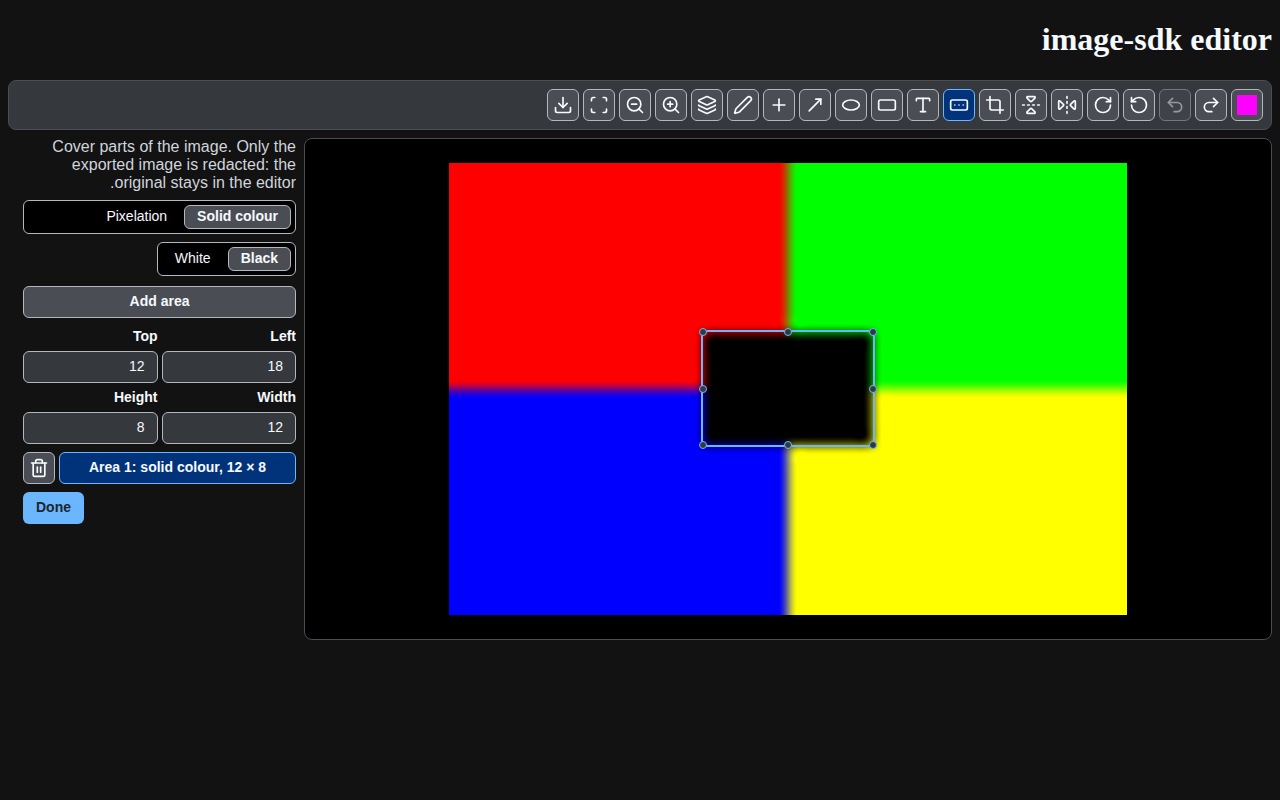 image-sdk editor
Cover parts of the image. Only the
exported image is redacted: the
.original stays in the editor
Solid colour Pixelation
Black White
Add area
Left Top
18 12
Width Height
12 8
Area 1: solid colour, 12 × 8
Done